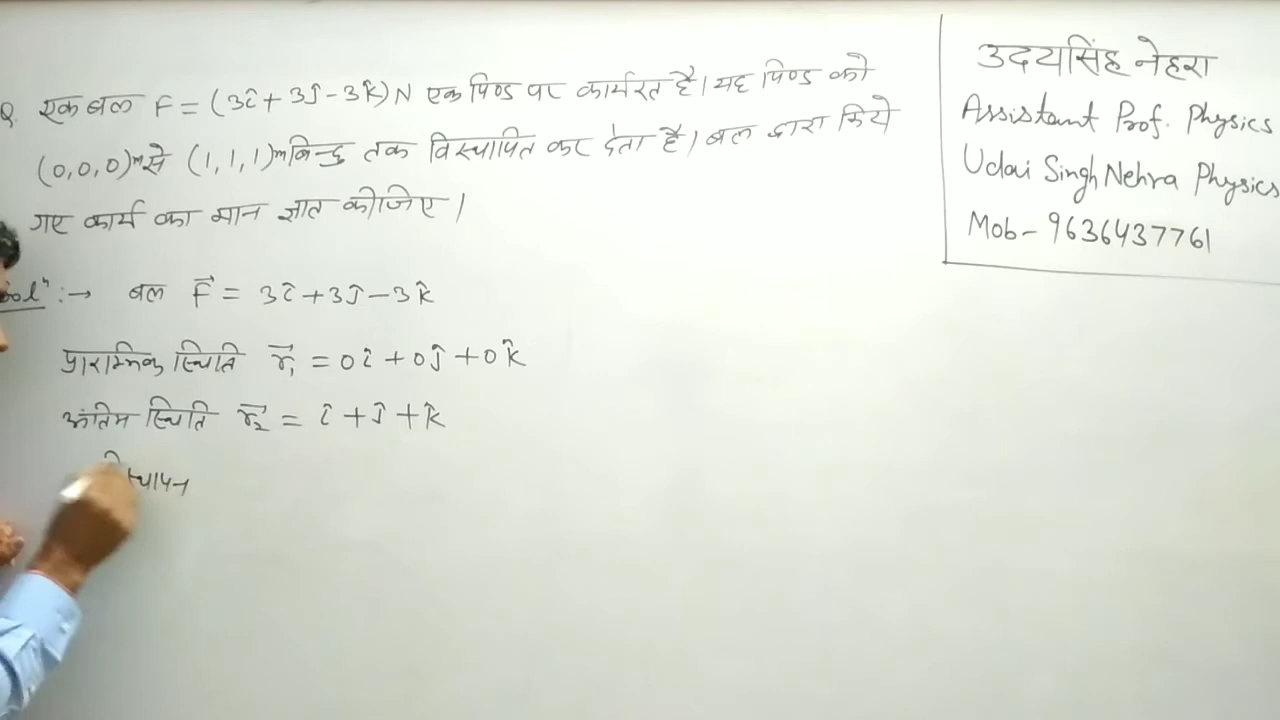 Q. एक बल F = (3î + 3ĵ - 3k̂) N एक पिण्ड पर कार्यरत है। यह पिण्ड को
(0,0,0)ᵐ से (1,1,1)ᵐ बिन्दु तक विस्थापित कर देता है। बल द्वारा किये
गए कार्य का मान ज्ञात कीजिए।
solⁿ :→ बल F⃗ = 3î + 3ĵ - 3k̂
प्रारम्भिक स्थिति r⃗₁ = 0î + 0ĵ + 0k̂
अंतिम स्थिति r⃗₂ = î + ĵ + k̂
उदयसिंह नेहरा
Assistant Prof. Physics
Udai Singh Nehra Physics
Mob- 9636437761